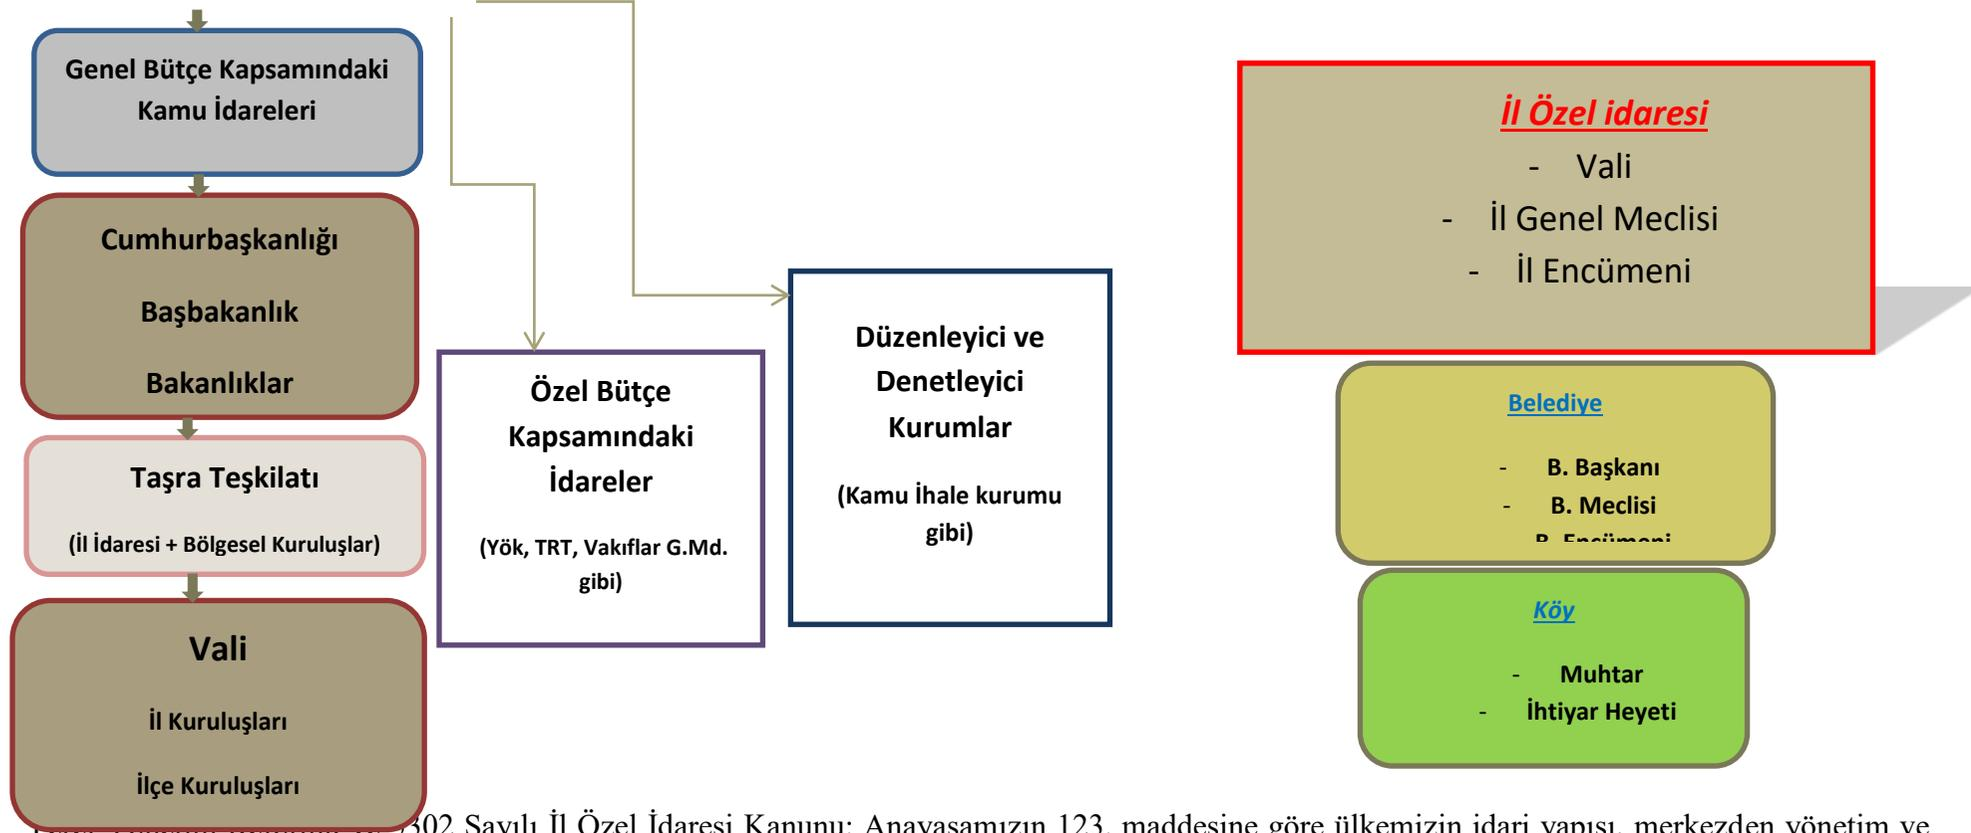 Genel Bütçe Kapsamındaki
Kamu İdareleri
Cumhurbaşkanlığı
Başbakanlık
Bakanlıklar
Taşra Teşkilatı
(İl İdaresi + Bölgesel Kuruluşlar)
Vali
İl Kuruluşları
İlçe Kuruluşları
Özel Bütçe
Kapsamındaki
İdareler
(Yök, TRT, Vakıflar G.Md.
gibi)
Düzenleyici ve
Denetleyici
Kurumlar
(Kamu İhale kurumu
gibi)
İl Özel idaresi
- Vali
- İl Genel Meclisi
- İl Encümeni
Belediye
- B. Başkanı
- B. Meclisi
B. Encümeni
Köy
- Muhtar
- İhtiyar Heyeti
Sayılı İl Özel İdaresi Kanunu; Anayasamızın 123. maddesine göre ülkemizin idari yapısı, merkezden yönetim ve